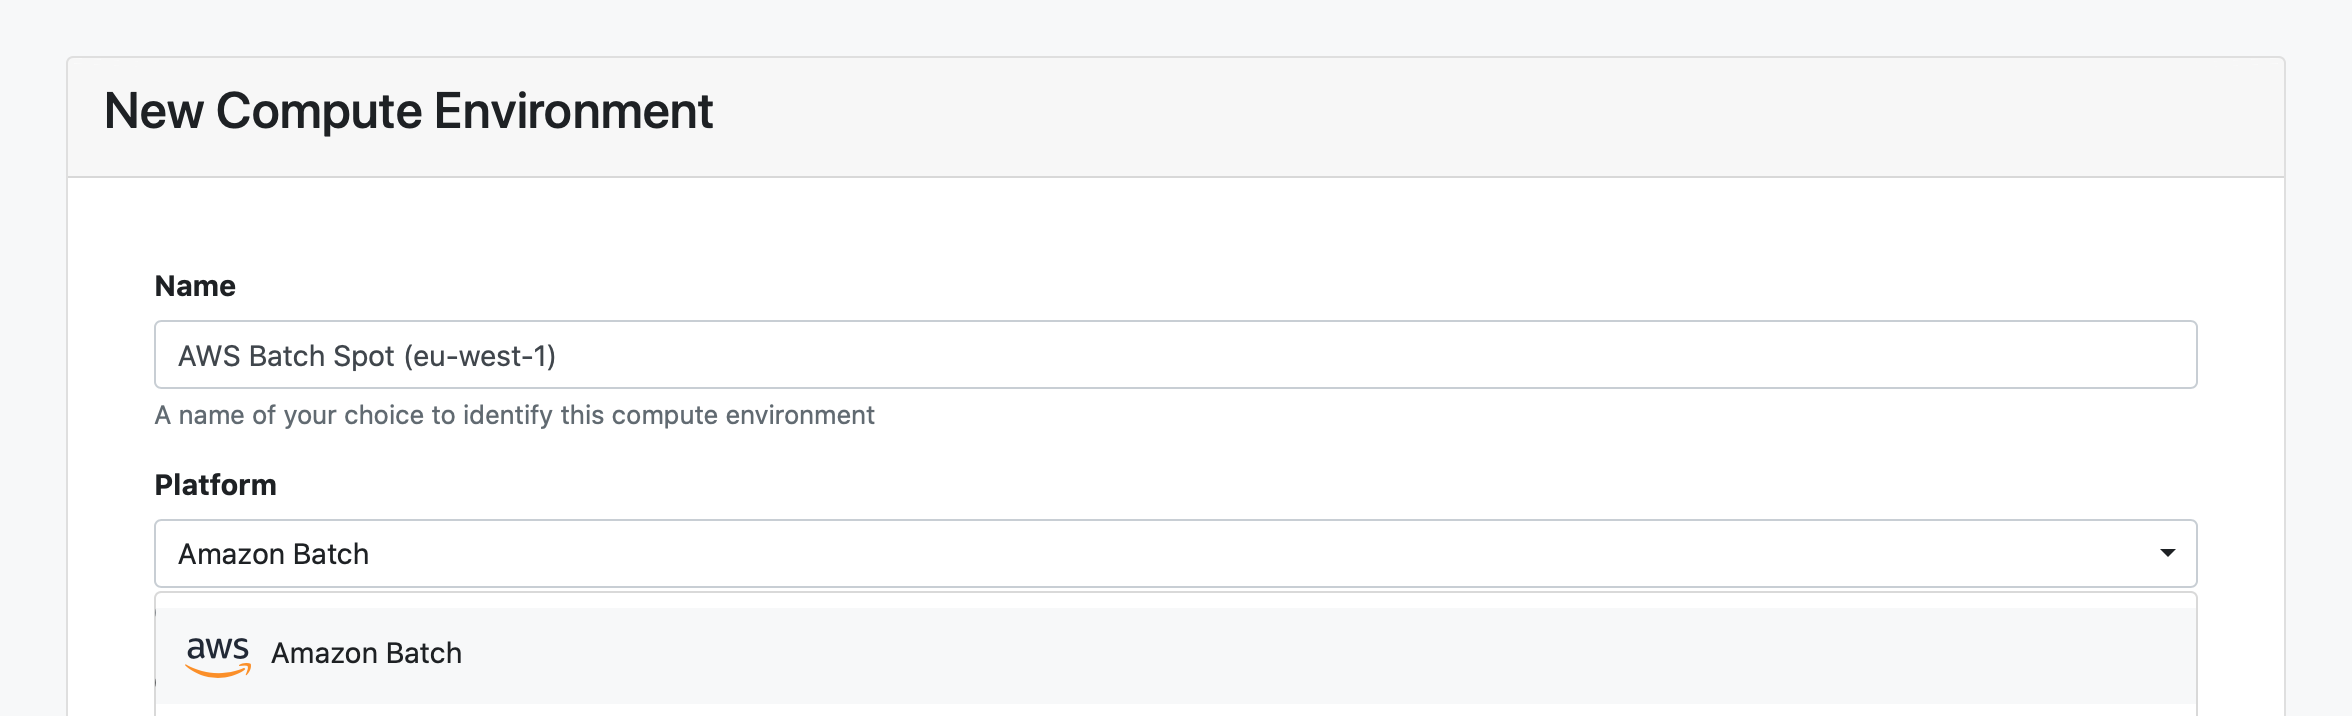 New Compute Environment
Name
AWS Batch Spot (eu-west-1)
A name of your choice to identify this compute environment
Platform
Amazon Batch
aws Amazon Batch